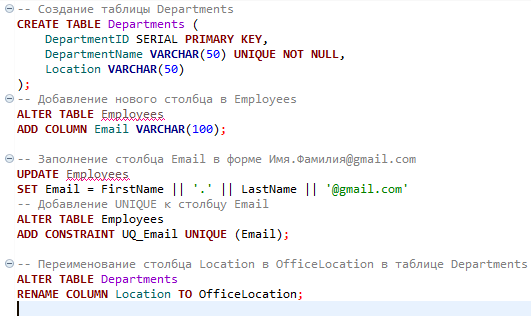 -- Создание таблицы Departments
CREATE TABLE Departments (
    DepartmentID SERIAL PRIMARY KEY,
    DepartmentName VARCHAR(50) UNIQUE NOT NULL,
    Location VARCHAR(50)
);
-- Добавление нового столбца в Employees
ALTER TABLE Employees
ADD COLUMN Email VARCHAR(100);

-- Заполнение столбца Email в форме Имя.Фамилия@gmail.com
UPDATE Employees
SET Email = FirstName || '.' || LastName || '@gmail.com'
-- Добавление UNIQUE к столбцу Email
ALTER TABLE Employees
ADD CONSTRAINT UQ_Email UNIQUE (Email);

-- Переименование столбца Location в OfficeLocation в таблице Departments
ALTER TABLE Departments
RENAME COLUMN Location TO OfficeLocation;